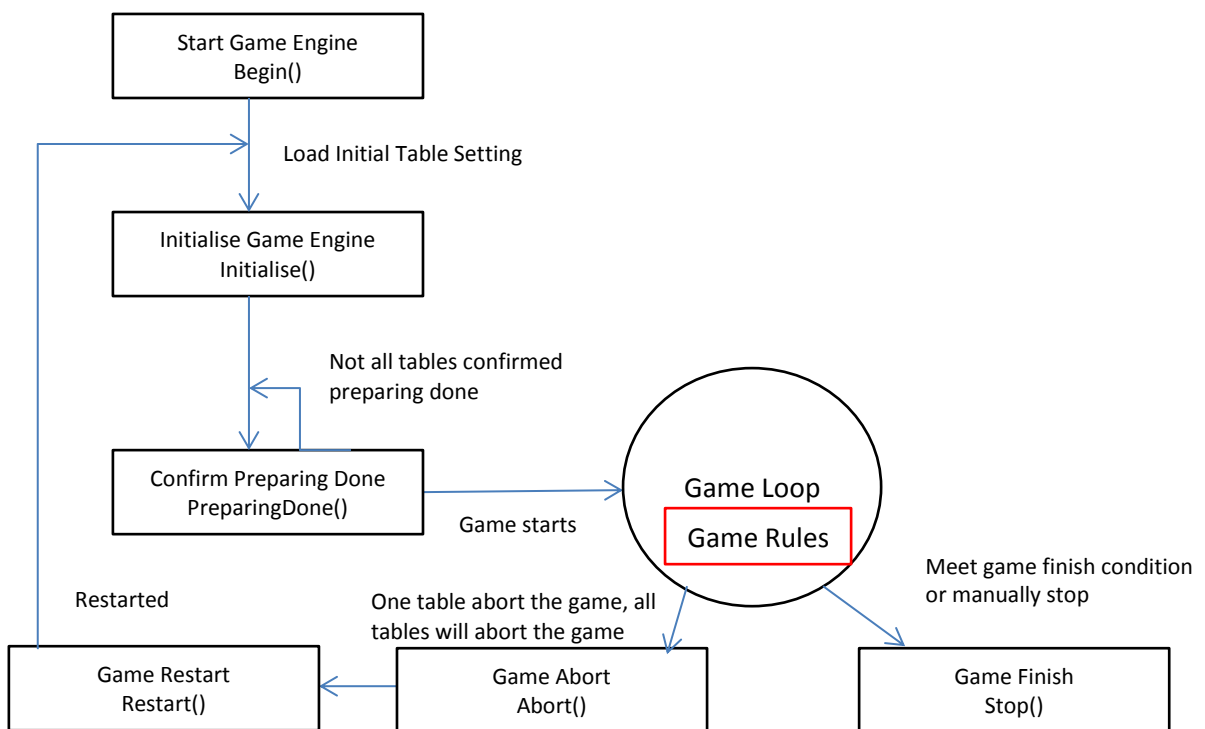 Start Game Engine
Begin()
Load Initial Table Setting
Initialise Game Engine
Initialise()
Not all tables confirmed
preparing done
Confirm Preparing Done
PreparingDone()
Game starts
Game Loop
Game Rules
Meet game finish condition
or manually stop
Restarted
One table abort the game, all
tables will abort the game
Game Restart
Restart()
Game Abort
Abort()
Game Finish
Stop()